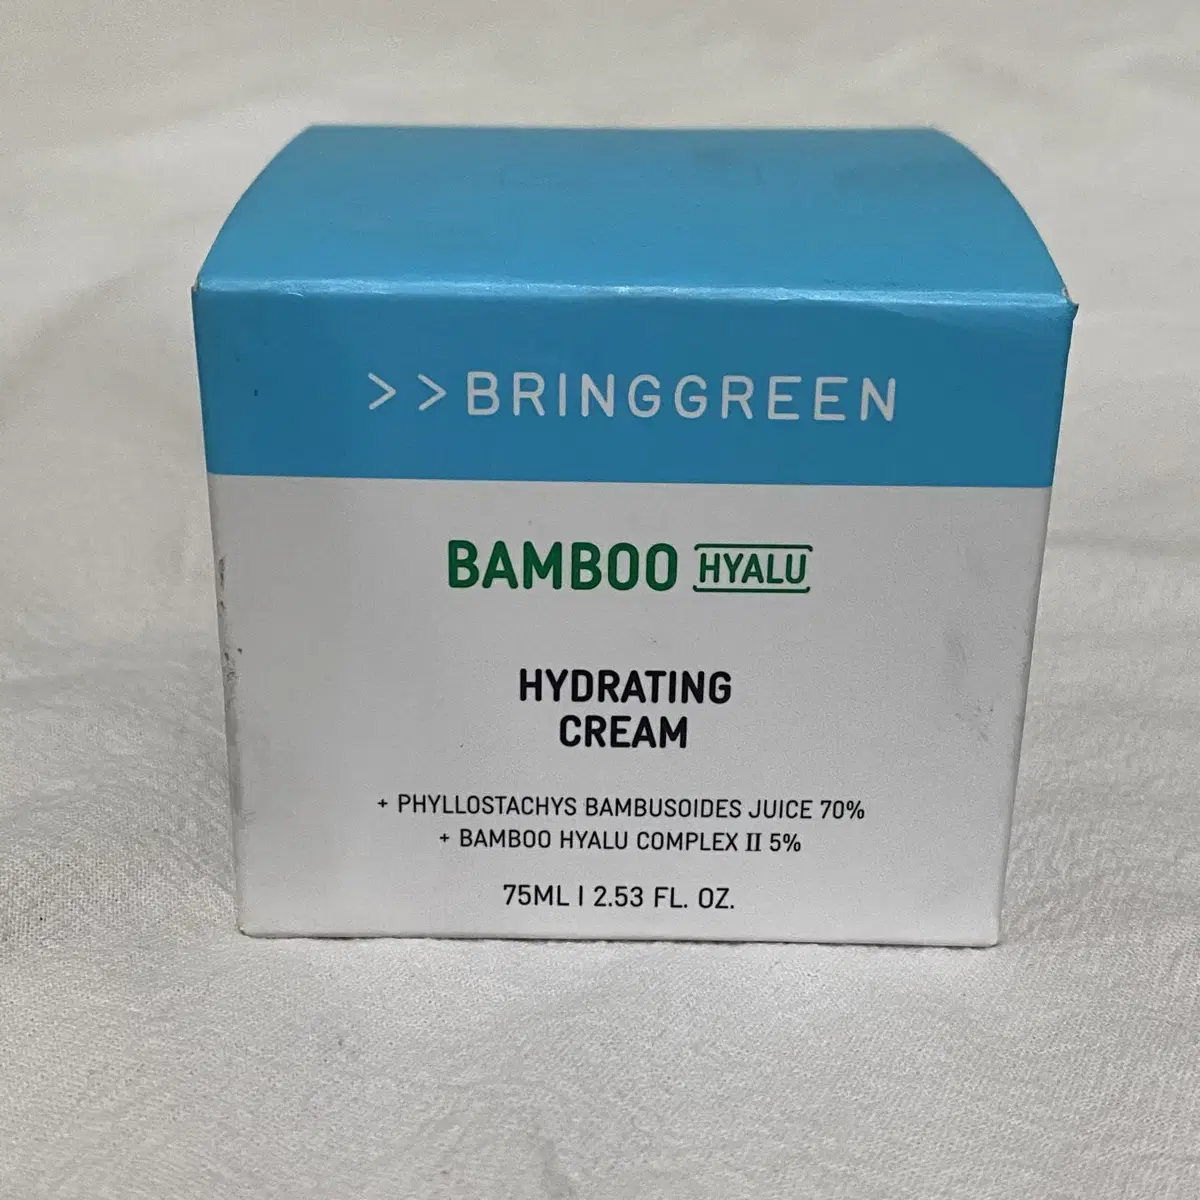 >>BRINGGREEN
BAMBOO HYALU
HYDRATING
CREAM
+ PHYLLOSTACHYS BAMBUSOIDES JUICE 70%
+ BAMBOO HYALU COMPLEX II 5%
75ML | 2.53 FL. OZ.